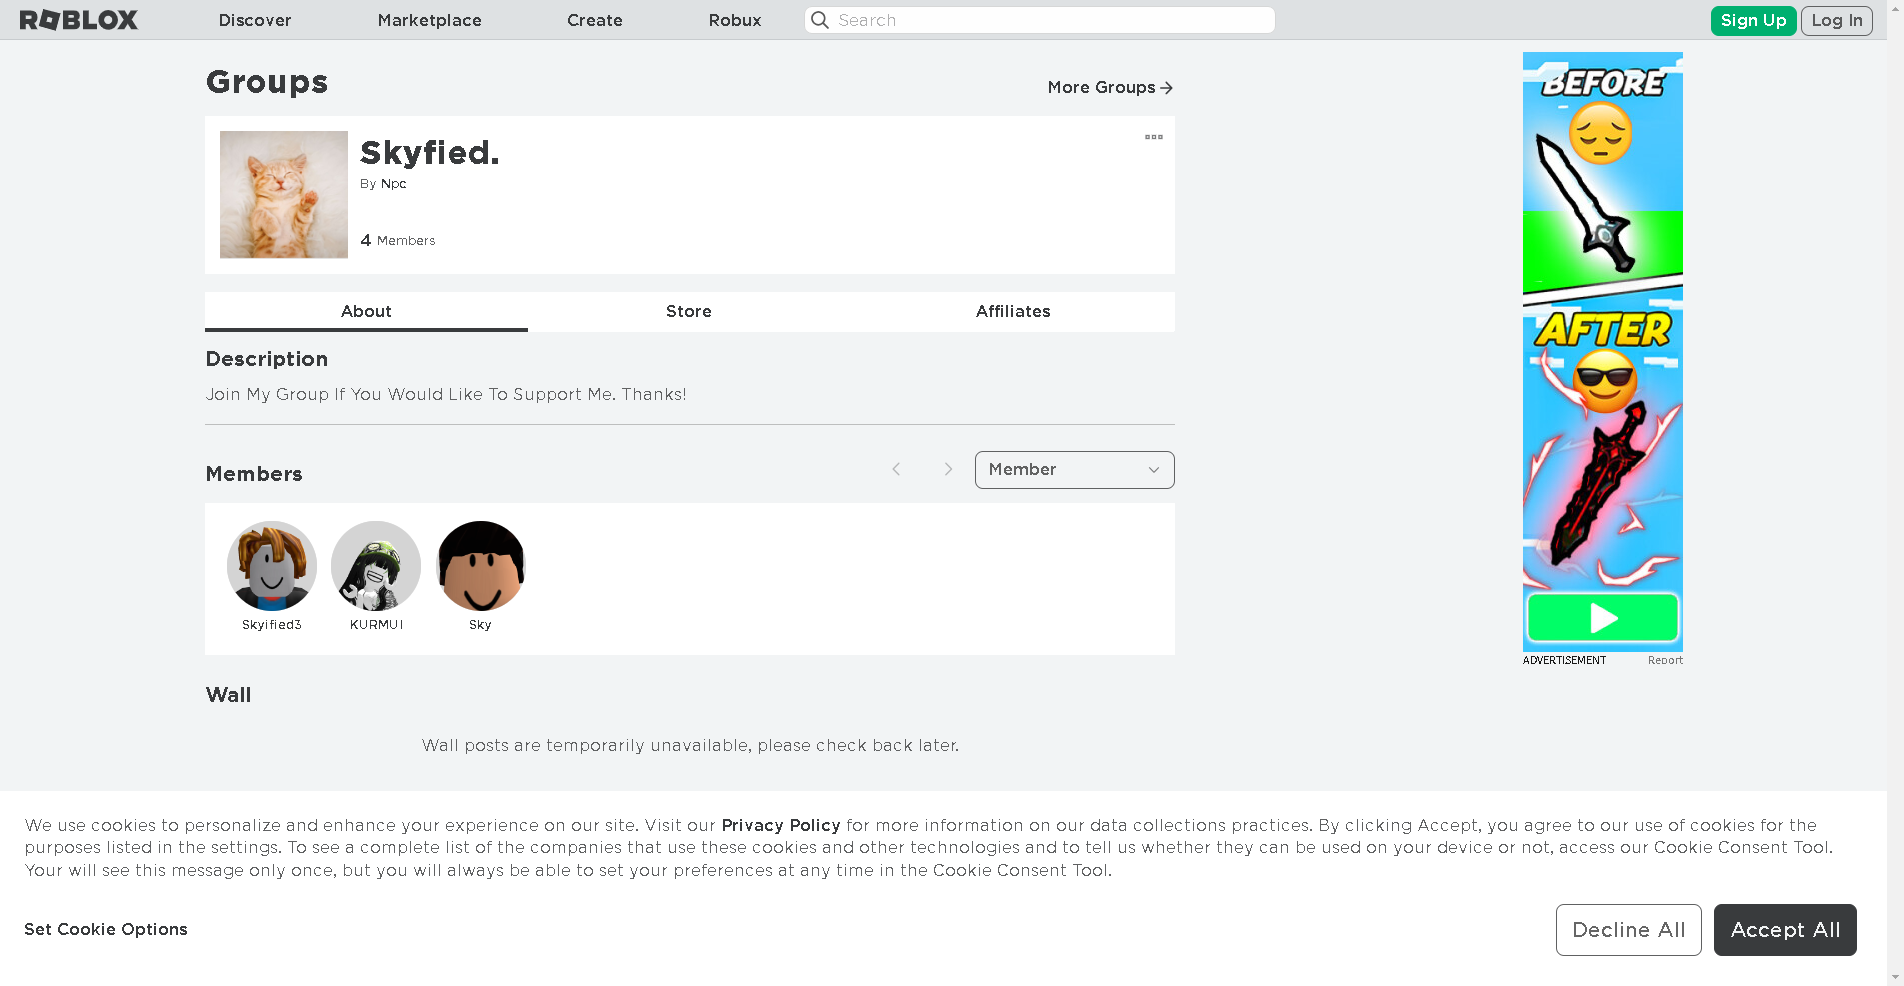 ROBLOX Discover Marketplace Create Robux Search Sign Up Log In
Groups
More Groups
Skyfied.
By Npc
4 Members
About Store Affiliates
Description
Join My Group If You Would Like To Support Me. Thanks!
Members
Member
Skyified3 KURMUI Sky
Wall
Wall posts are temporarily unavailable, please check back later.
BEFORE
AFTER
ADVERTISEMENT Report
We use cookies to personalize and enhance your experience on our site. Visit our Privacy Policy for more information on our data collections practices. By clicking Accept, you agree to our use of cookies for the
purposes listed in the settings. To see a complete list of the companies that use these cookies and other technologies and to tell us whether they can be used on your device or not, access our Cookie Consent Tool.
Your will see this message only once, but you will always be able to set your preferences at any time in the Cookie Consent Tool.
Set Cookie Options
Decline All
Accept All